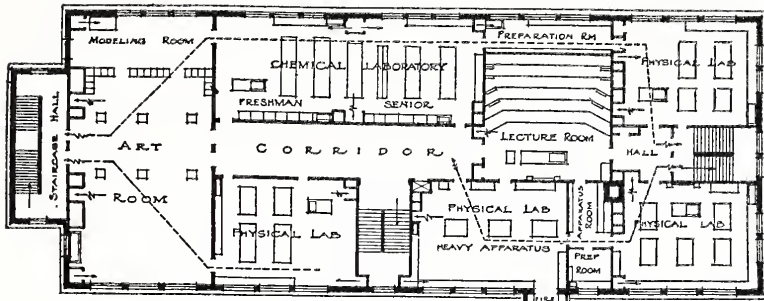 MODELING ROOM
PREPARATION RM
CHEMICAL LABORATORY
PHYSICAL LAB
STAIRCASE HALL
FRESHMAN
SENIOR
ART
ROOM
CORRIDOR
LECTURE ROOM
HALL
PHYSICAL LAB
PHYSICAL LAB
HEAVY APPARATUS
APPARATUS
ROOM
PREP
ROOM
PHYSICAL LAB